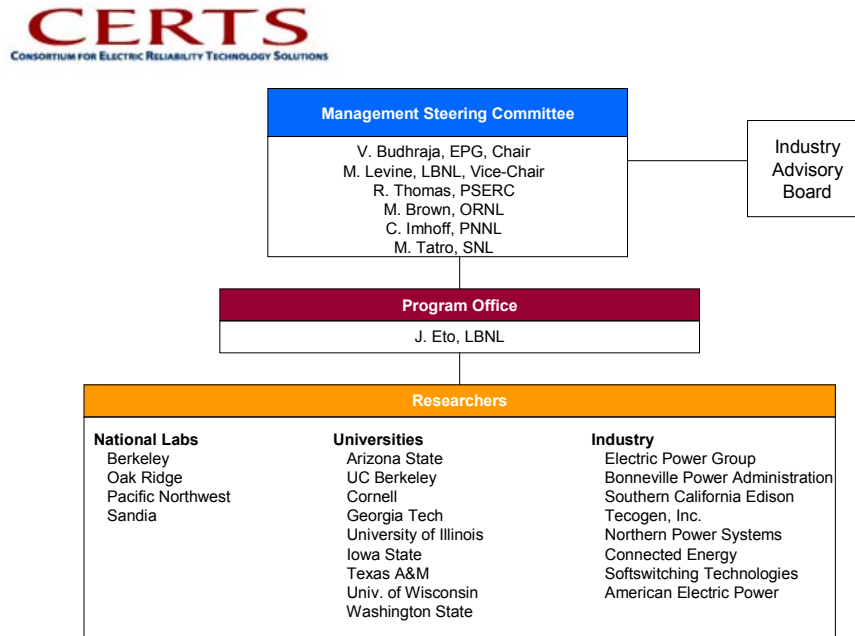 CERTS
CONSORTIUM FOR ELECTRIC RELIABILITY TECHNOLOGY SOLUTIONS
Management Steering Committee
V. Budhraja, EPG, Chair
M. Levine, LBNL, Vice-Chair
R. Thomas, PSERC
M. Brown, ORNL
C. Imhoff, PNNL
M. Tatro, SNL
Industry
Advisory
Board
Program Office
J. Eto, LBNL
Researchers
National Labs
Berkeley
Oak Ridge
Pacific Northwest
Sandia
Universities
Arizona State
UC Berkeley
Cornell
Georgia Tech
University of Illinois
Iowa State
Texas A&M
Univ. of Wisconsin
Washington State
Industry
Electric Power Group
Bonneville Power Administration
Southern California Edison
Tecogen, Inc.
Northern Power Systems
Connected Energy
Softswitching Technologies
American Electric Power